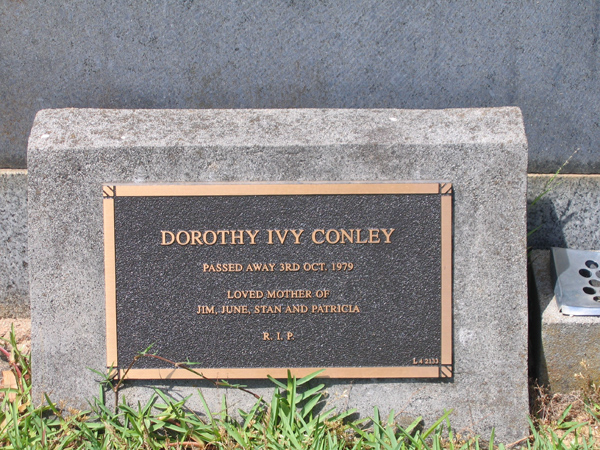 DOROTHY IVY CONLEY
PASSED AWAY 3RD OCT. 1979
LOVED MOTHER OF
JIM, JUNE, STAN AND PATRICIA
R. I. P.
L 4 2133